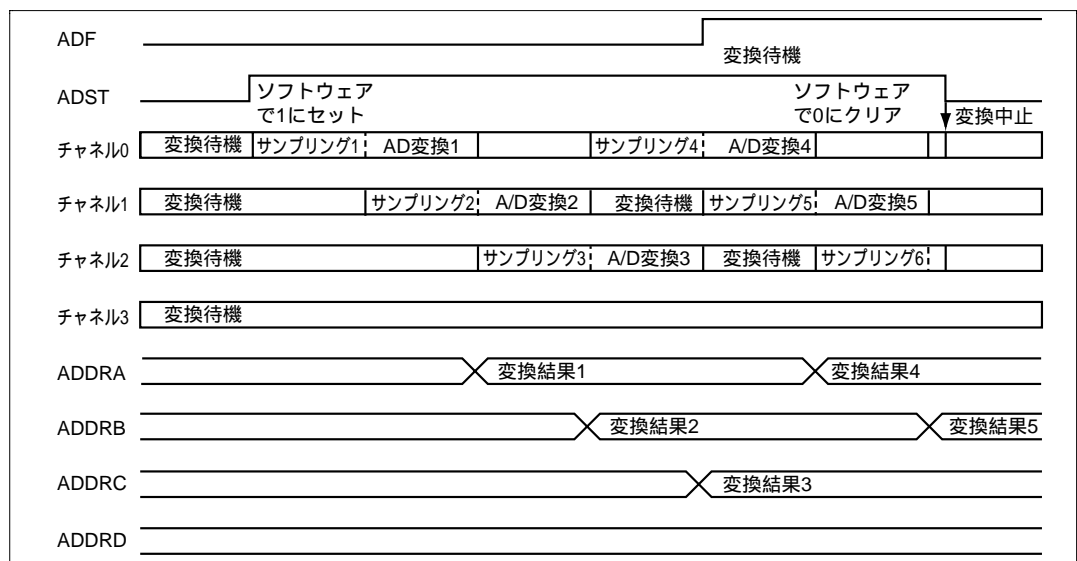 ADF
変換待機
ADST
ソフトウェア
で1にセット
ソフトウェア
で0にクリア
変換中止
チャネル0 変換待機 サンプリング1 AD変換1 サンプリング4 A/D変換4
チャネル1 変換待機 サンプリング2 A/D変換2 変換待機 サンプリング5 A/D変換5
チャネル2 変換待機 サンプリング3 A/D変換3 変換待機 サンプリング6
チャネル3 変換待機
ADDRA 変換結果1 変換結果4
ADDRB 変換結果2 変換結果5
ADDRC 変換結果3
ADDRD